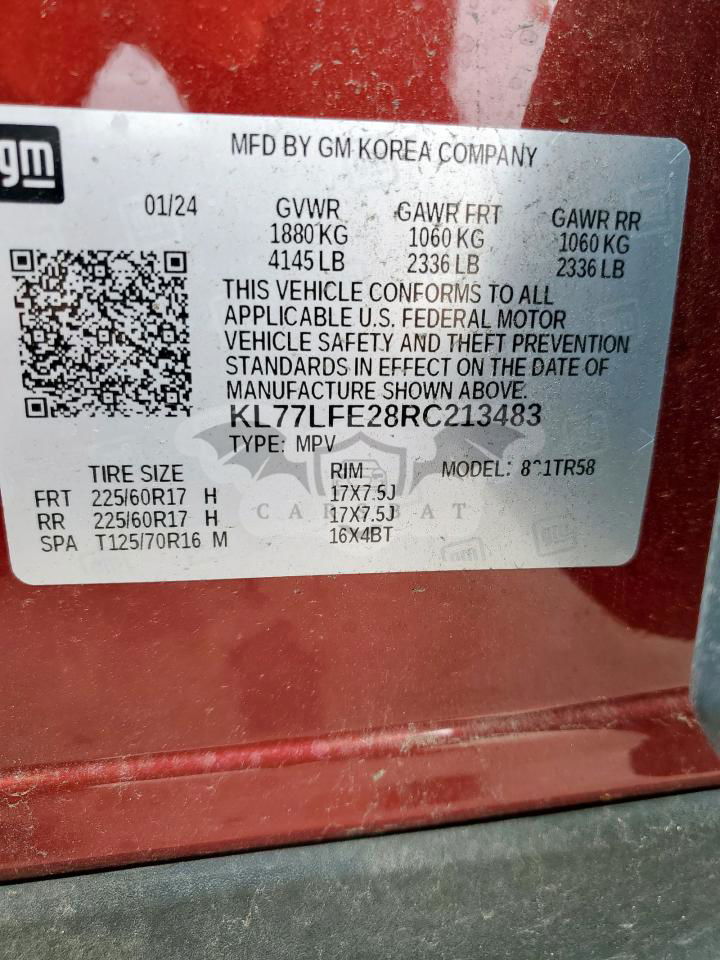 gm
MFD BY GM KOREA COMPANY
01/24 GVWR GAWR FRT GAWR RR
1880 KG 1060 KG 1060 KG
4145 LB 2336 LB 2336 LB
THIS VEHICLE CONFORMS TO ALL
APPLICABLE U.S. FEDERAL MOTOR
VEHICLE SAFETY AND THEFT PREVENTION
STANDARDS IN EFFECT ON THE DATE OF
MANUFACTURE SHOWN ABOVE.
KL77LFE28RC213483
TYPE: MPV
TIRE SIZE RIM MODEL:
FRT 225/60R17 H 17X7.5J
RR 225/60R17 H 17X7.5J
SPA T125/70R16 M 16X4BT
gm